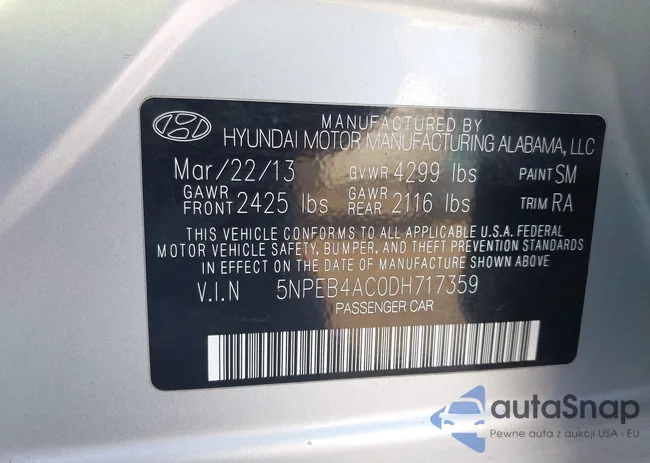 MANUFACTURED BY
HYUNDAI MOTOR MANUFACTURING ALABAMA, LLC
Mar/22/13 GVWR 4299 lbs PAINT SM
GAWR FRONT 2425 lbs GAWR REAR 2116 lbs TRIM RA
THIS VEHICLE CONFORMS TO ALL APPLICABLE U.S.A. FEDERAL
MOTOR VEHICLE SAFETY, BUMPER, AND THEFT PREVENTION STANDARDS
IN EFFECT ON THE DATE OF MANUFACTURE SHOWN ABOVE
V.I.N 5NPEB4AC0DH717359
PASSENGER CAR
autaSnap
Pewne auta z aukcji USA i EU